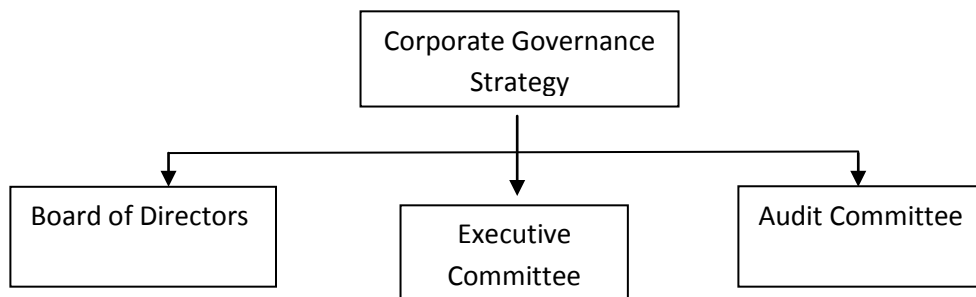 Corporate Governance
Strategy
Board of Directors
Executive
Committee
Audit Committee